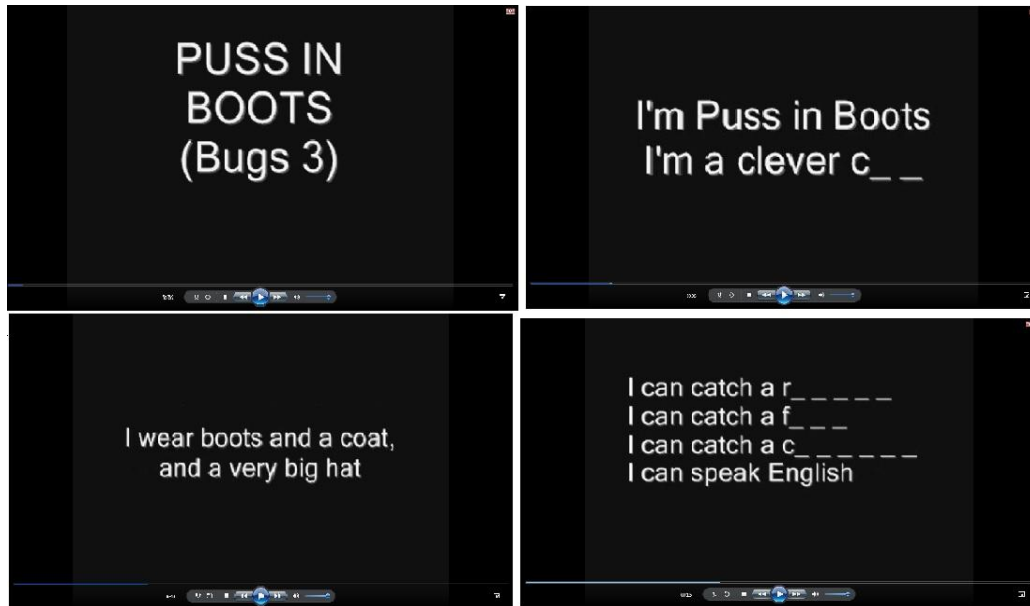 PUSS IN
BOOTS
(Bugs 3)
I'm Puss in Boots
I'm a clever c_ _
I wear boots and a coat,
and a very big hat
I can catch a r_ _ _ _ _
I can catch a f_ _ _
I can catch a c_ _ _ _ _ _
I can speak English